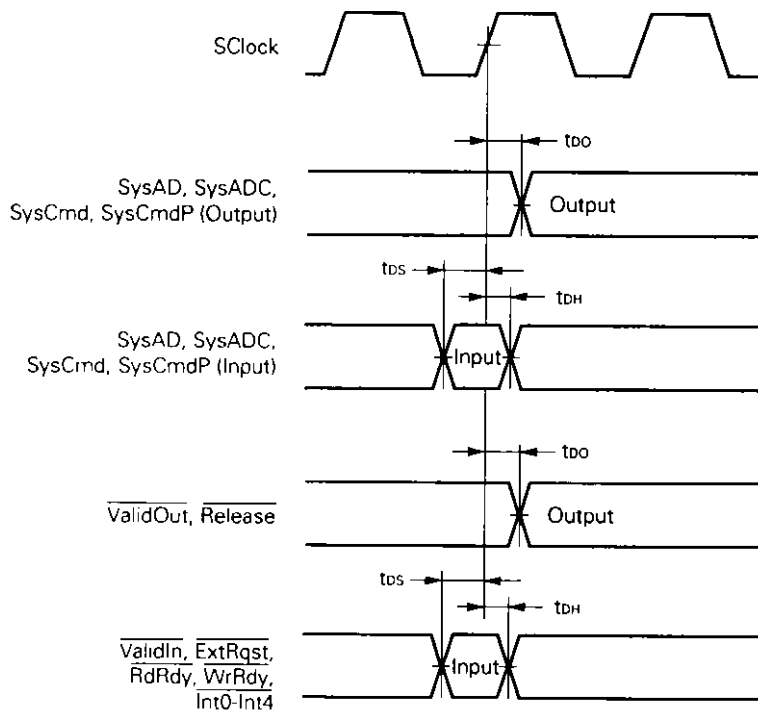 SClock
tDO
SysAD, SysADC,
SysCmd, SysCmdP (Output)
Output
tDS
tDH
SysAD, SysADC,
SysCmd, SysCmdP (Input)
Input
tDO
ValidOut, Release
Output
tDS
tDH
ValidIn, ExtRqst,
RdRdy, WrRdy,
Int0-Int4
Input